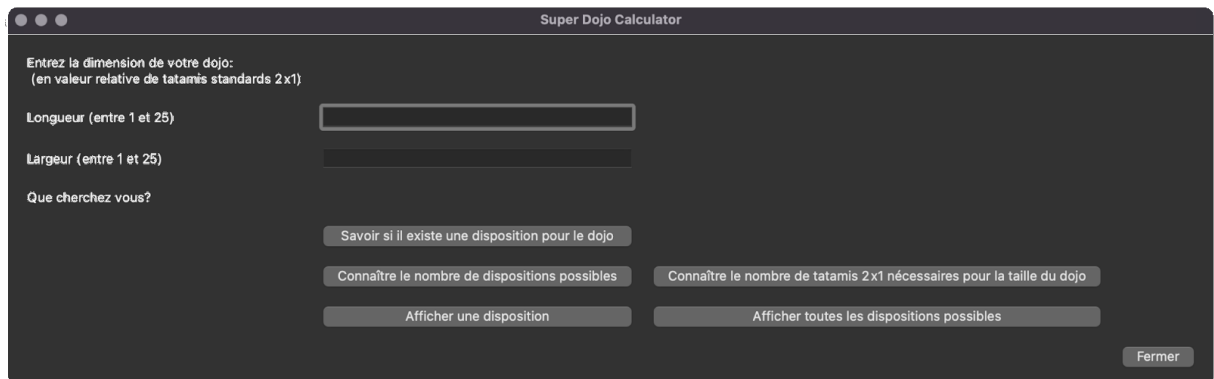 Super Dojo Calculator
Entrez la dimension de votre dojo:
(en valeur relative de tatamis standards 2x1)
Longueur (entre 1 et 25)
Largeur (entre 1 et 25)
Que cherchez vous?
Savoir si il existe une disposition pour le dojo
Connaître le nombre de dispositions possibles
Connaître le nombre de tatamis 2x1 nécessaires pour la taille du dojo
Afficher une disposition
Afficher toutes les dispositions possibles
Fermer